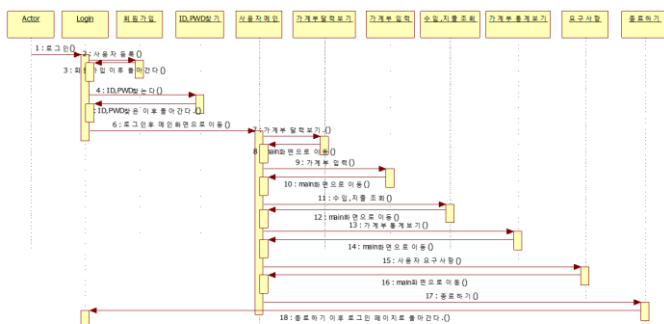 Actor
Login
회원가입
ID,PWD찾기
사용자메인
가계부달력보기
가계부 입력
수입,지출 조회
가계부 통계보기
요구사항
종료하기
1 : 로그인()
2 : 사용자 등록()
3 : 회원가입 이후 돌아간다()
4 : ID,PWD찾는다()
ID,PWD찾은 이후 돌아간다.()
6 : 로그인후 메인화면으로 이동()
7 : 가계부 달력보기.()
8 : main화면으로 이동()
9 : 가계부 입력()
10 : main화면으로 이동()
11 : 수입,지출 조회()
12 : main화면으로 이동()
13 : 가계부 통계보기()
14 : main화면으로 이동()
15 : 사용자 요구사항()
16 : main화면으로 이동()
17 : 종료하기()
18 : 종료하기 이후 로그인 페이지로 돌아간다.()